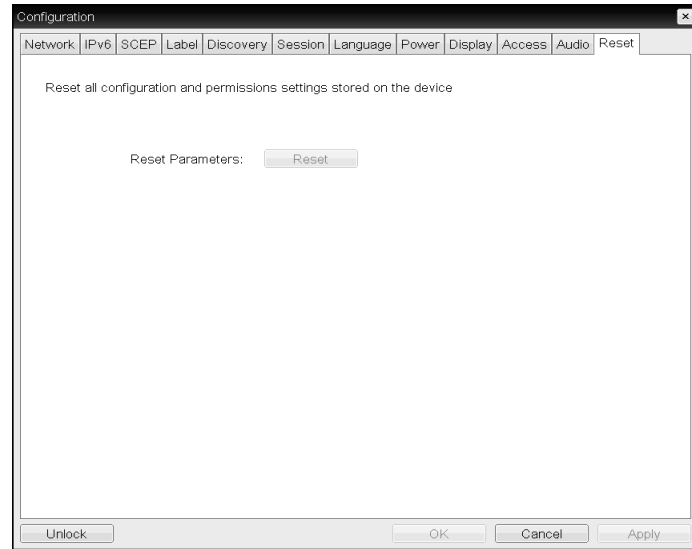 Configuration
Network IPv6 SCEP Label Discovery Session Language Power Display Access Audio Reset
Reset all configuration and permissions settings stored on the device
Reset Parameters: Reset
Unlock OK Cancel Apply